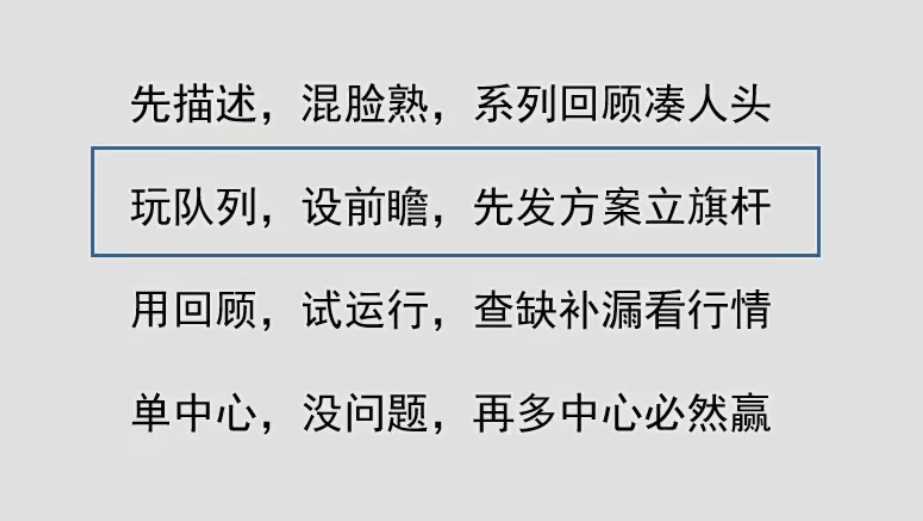 先描述，混脸熟，系列回顾凑人头
玩队列，设前瞻，先发方案立旗杆
用回顾，试运行，查缺补漏看行情
单中心，没问题，再多中心必然赢